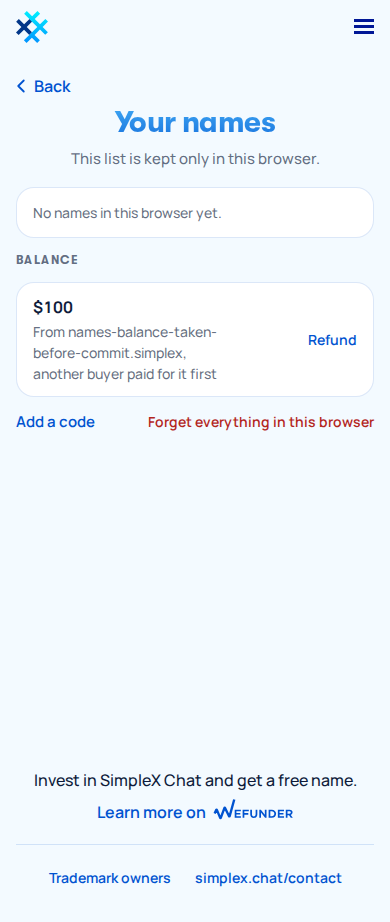 Back
Your names
This list is kept only in this browser.
No names in this browser yet.
BALANCE
$100
From names-balance-taken-
before-commit.simplex,
another buyer paid for it first
Refund
Add a code
Forget everything in this browser
Invest in SimpleX Chat and get a free name.
Learn more on WEFUNDER
Trademark owners
simplex.chat/contact